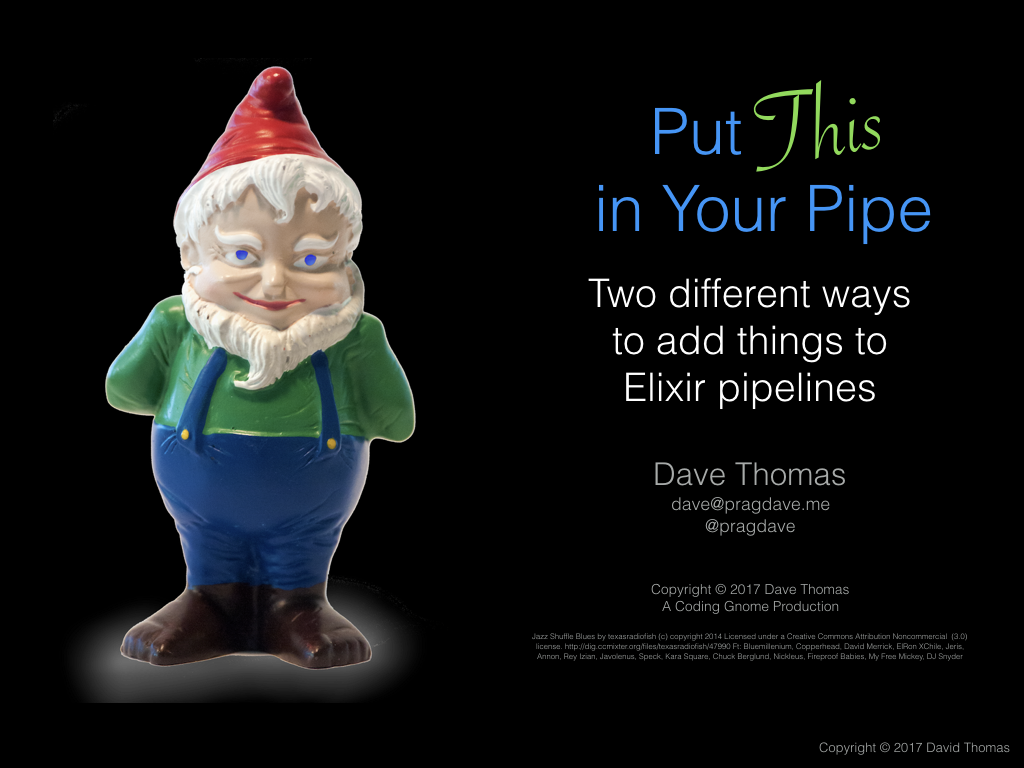 Put This
in Your Pipe
Two different ways
to add things to
Elixir pipelines
Dave Thomas
dave@pragdave.me
@pragdave
Copyright © 2017 Dave Thomas
A Coding Gnome Production
Jazz Shuffle Blues by texasradiofish (c) copyright 2014 Licensed under a Creative Commons Attribution Noncommercial (3.0)
license. http://dig.ccmixter.org/files/texasradiofish/47990 Ft: Bluemillenium, Copperhead, David Merrick, ElRon XChile, Jeris,
Annon, Rey Izian, Javolenus, Speck, Kara Square, Chuck Berglund, Nickleus, Fireproof Babies, My Free Mickey, DJ Snyder
Copyright © 2017 David Thomas